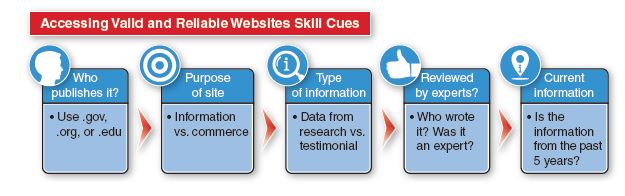 Accessing Valid and Reliable Websites Skill Cues
Who
publishes it?
• Use .gov,
.org, or .edu
Purpose
of site
• Information
vs. commerce
Type
of information
• Data from
research vs.
testimonial
Reviewed
by experts?
• Who wrote
it? Was it
an expert?
Current
information
• Is the
information
from the past
5 years?